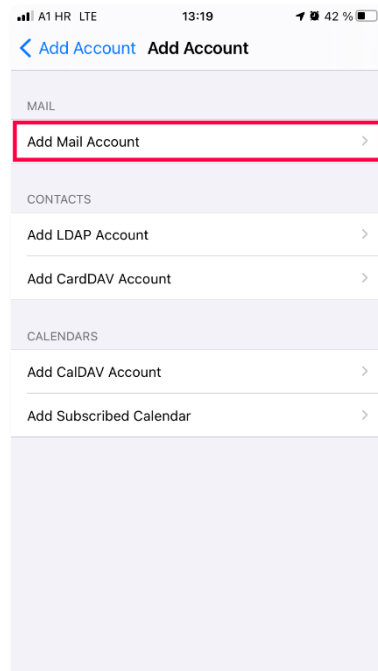 A1 HR LTE 13:19 42 %
Add Account Add Account
MAIL
Add Mail Account
CONTACTS
Add LDAP Account
Add CardDAV Account
CALENDARS
Add CalDAV Account
Add Subscribed Calendar